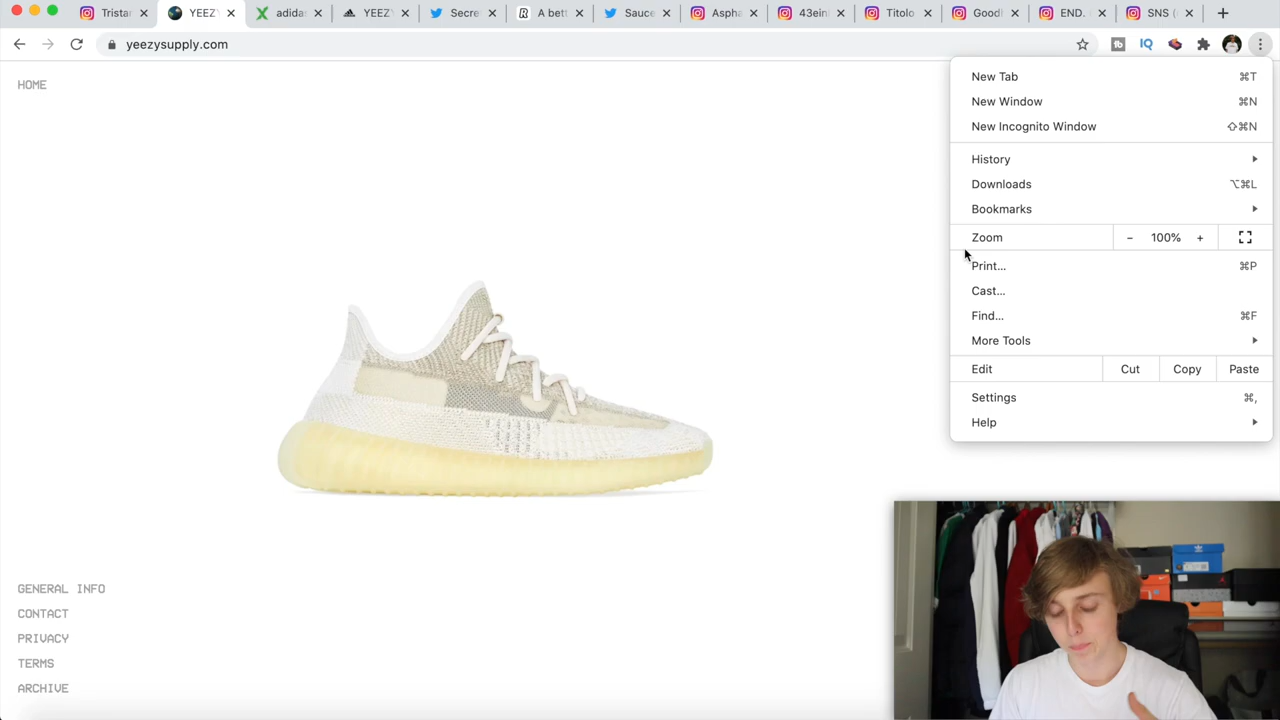 Tristar
YEEZY
adidas
YEEZY
Secre
A bett
Sauce
Aspha
43eini
Titolo
Good
END.
SNS (
yeezysupply.com
HOME
New Tab ⌘T
New Window ⌘N
New Incognito Window ⇧⌘N
History
Downloads ⌥⌘L
Bookmarks
Zoom - 100% +
Print... ⌘P
Cast...
Find... ⌘F
More Tools
Edit Cut Copy Paste
Settings ⌘,
Help
GENERAL INFO
CONTACT
PRIVACY
TERMS
ARCHIVE